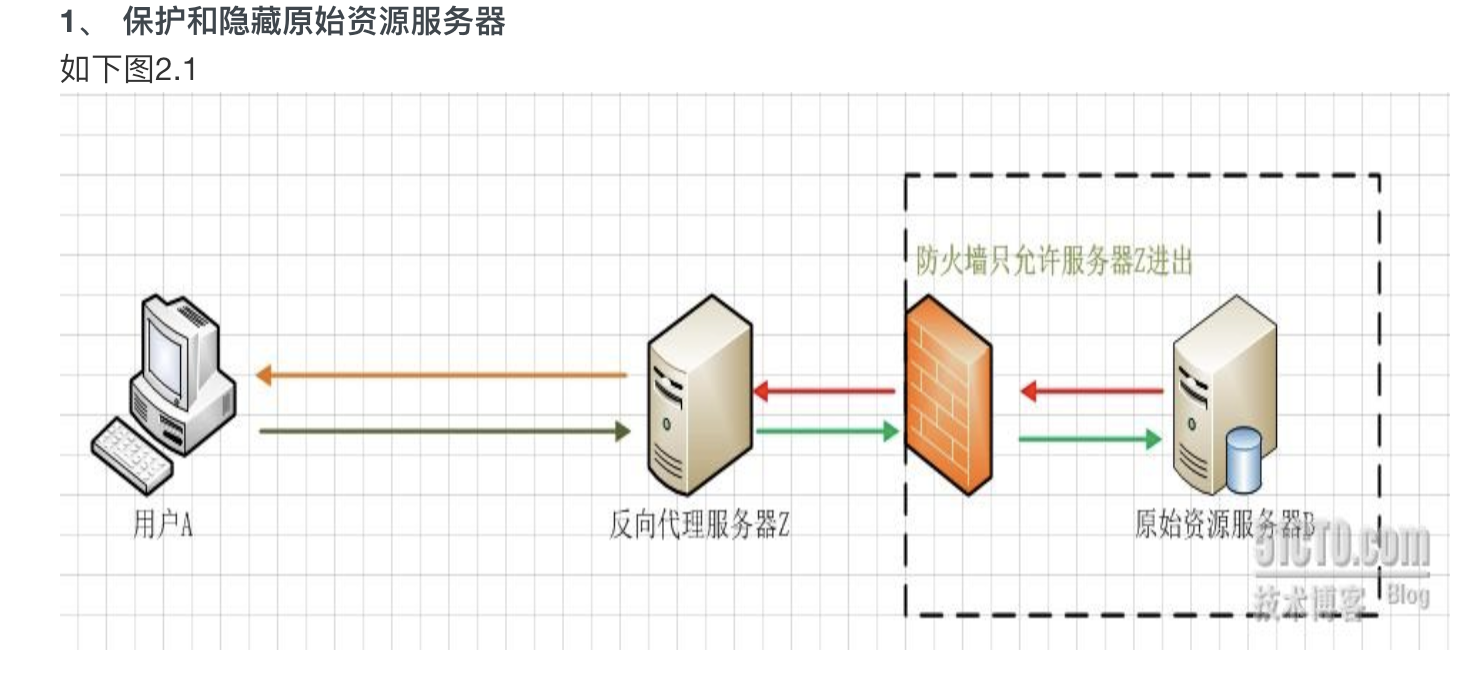 1、 保护和隐藏原始资源服务器
如下图2.1
防火墙只允许服务器Z进出
用户A
反向代理服务器Z
原始资源服务器B
51CTO.com
技术博客 Blog